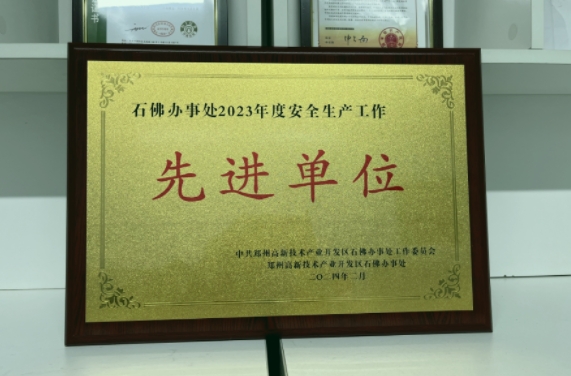 石佛办事处2023年度安全生产工作
先进单位
中共郑州高新技术产业开发区石佛办事处工作委员会
郑州高新技术产业开发区石佛办事处
二〇二四年二月